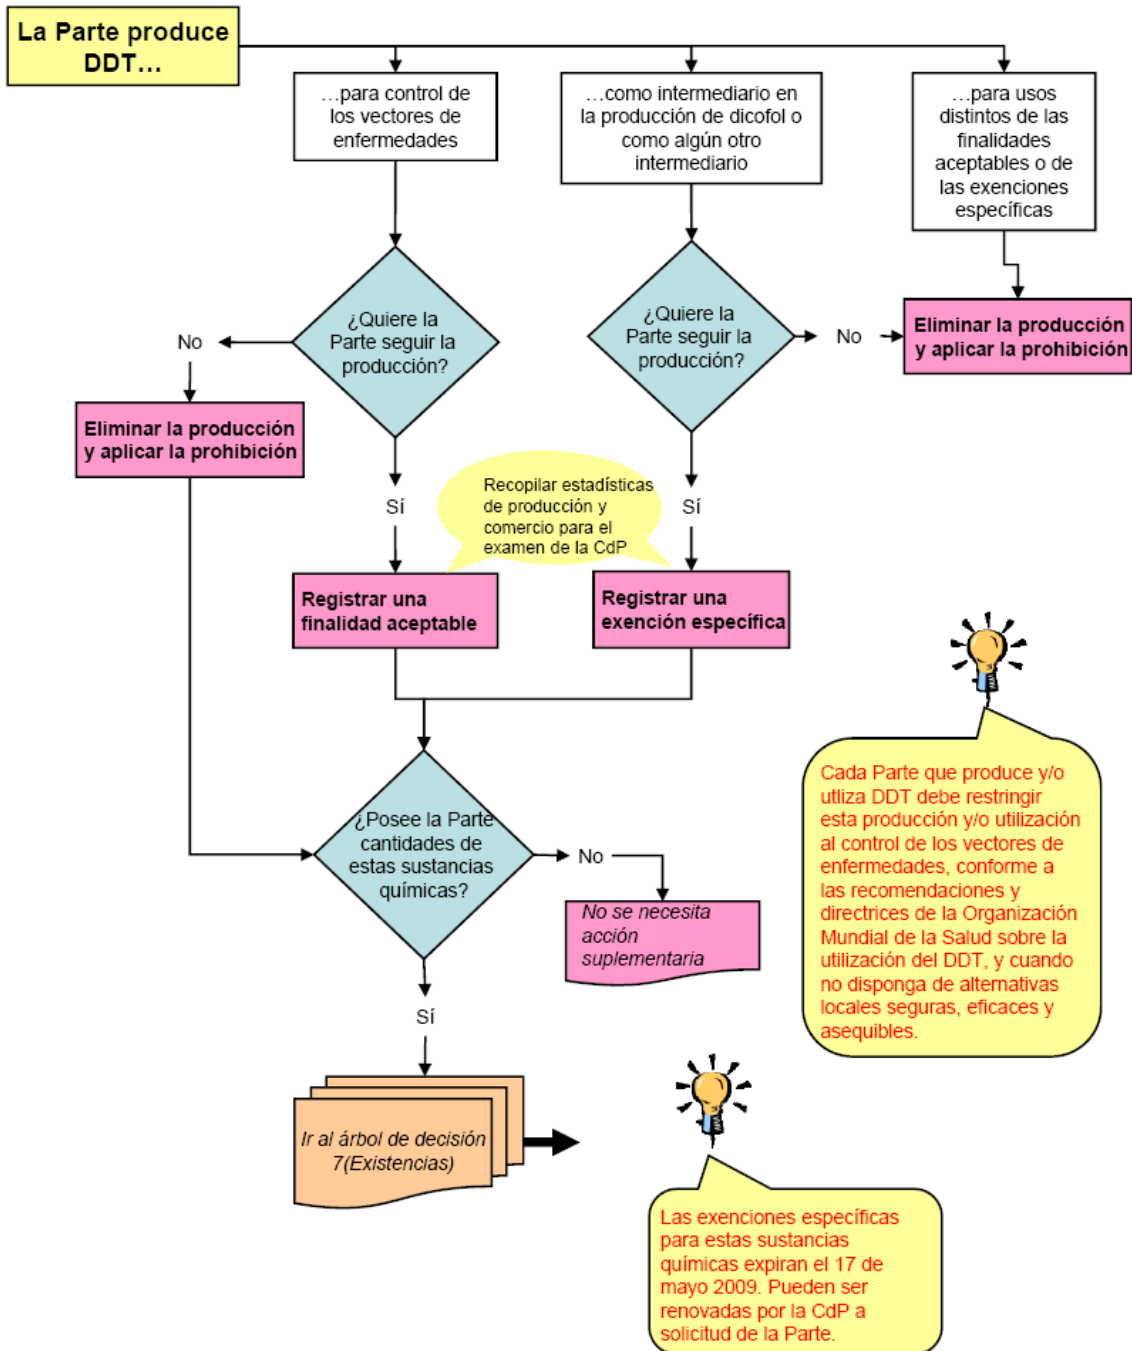 La Parte produce
DDT…
…para control de
los vectores de
enfermedades
…como intermediario en
la producción de dicofol o
como algún otro
intermediario
…para usos
distintos de las
finalidades
aceptables o de
las exenciones
específicas
¿Quiere la
Parte seguir la
producción?
No
¿Quiere la
Parte seguir la
producción?
No
Eliminar la producción
y aplicar la prohibición
Eliminar la producción
y aplicar la prohibición
Sí
Recopilar estadísticas
de producción y
comercio para el
examen de la CdP
Sí
Registrar una
finalidad aceptable
Registrar una
exención específica
¿Posee la Parte
cantidades de
estas sustancias
químicas?
No
No se necesita
acción
suplementaria
Sí
Ir al árbol de decisión
7(Existencias)
Cada Parte que produce y/o
utliza DDT debe restringir
esta producción y/o utilización
al control de los vectores de
enfermedades, conforme a
las recomendaciones y
directrices de la Organización
Mundial de la Salud sobre la
utilización del DDT, y cuando
no disponga de alternativas
locales seguras, eficaces y
asequibles.
Las exenciones específicas
para estas sustancias
químicas expiran el 17 de
mayo 2009. Pueden ser
renovadas por la CdP a
solicitud de la Parte.